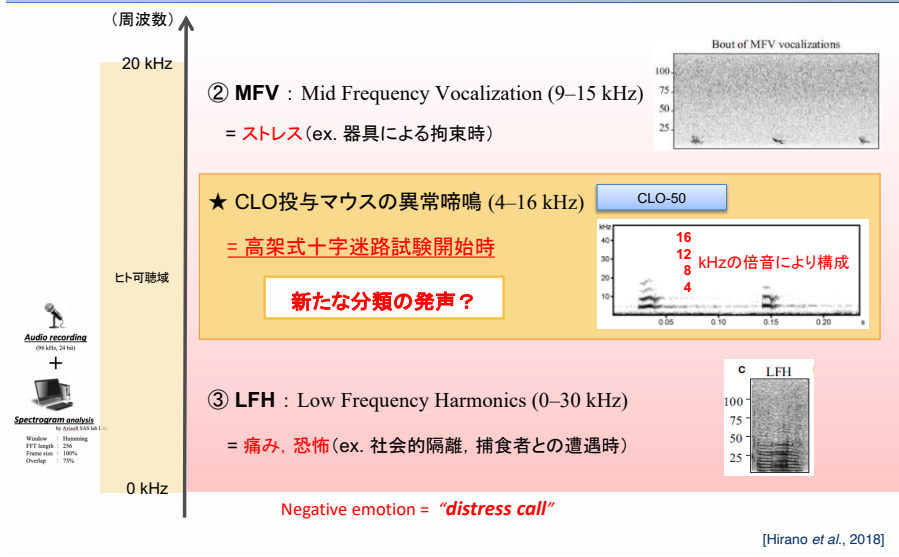 (周波数)
20 kHz
ヒト可聴域
0 kHz
Audio recording
(96 kHz, 24 bit)
+
Spectrogram analysis
by Avisoft SAS lab Lite
Window : Hamming
FFT length : 256
Frame size : 100%
Overlap : 75%
② MFV : Mid Frequency Vocalization (9–15 kHz)
= ストレス(ex. 器具による拘束時)
Bout of MFV vocalizations
100
75
50
25
★ CLO投与マウスの異常啼鳴 (4–16 kHz)
= 高架式十字迷路試験開始時
新たな分類の発声？
CLO-50
kHz
40
30
20
10
0.05
0.10
0.15
0.20
s
16
12
8
4
kHzの倍音により構成
③ LFH : Low Frequency Harmonics (0–30 kHz)
= 痛み, 恐怖(ex. 社会的隔離, 捕食者との遭遇時)
C LFH
100
75
50
25
Negative emotion = “distress call”
[Hirano et al., 2018]